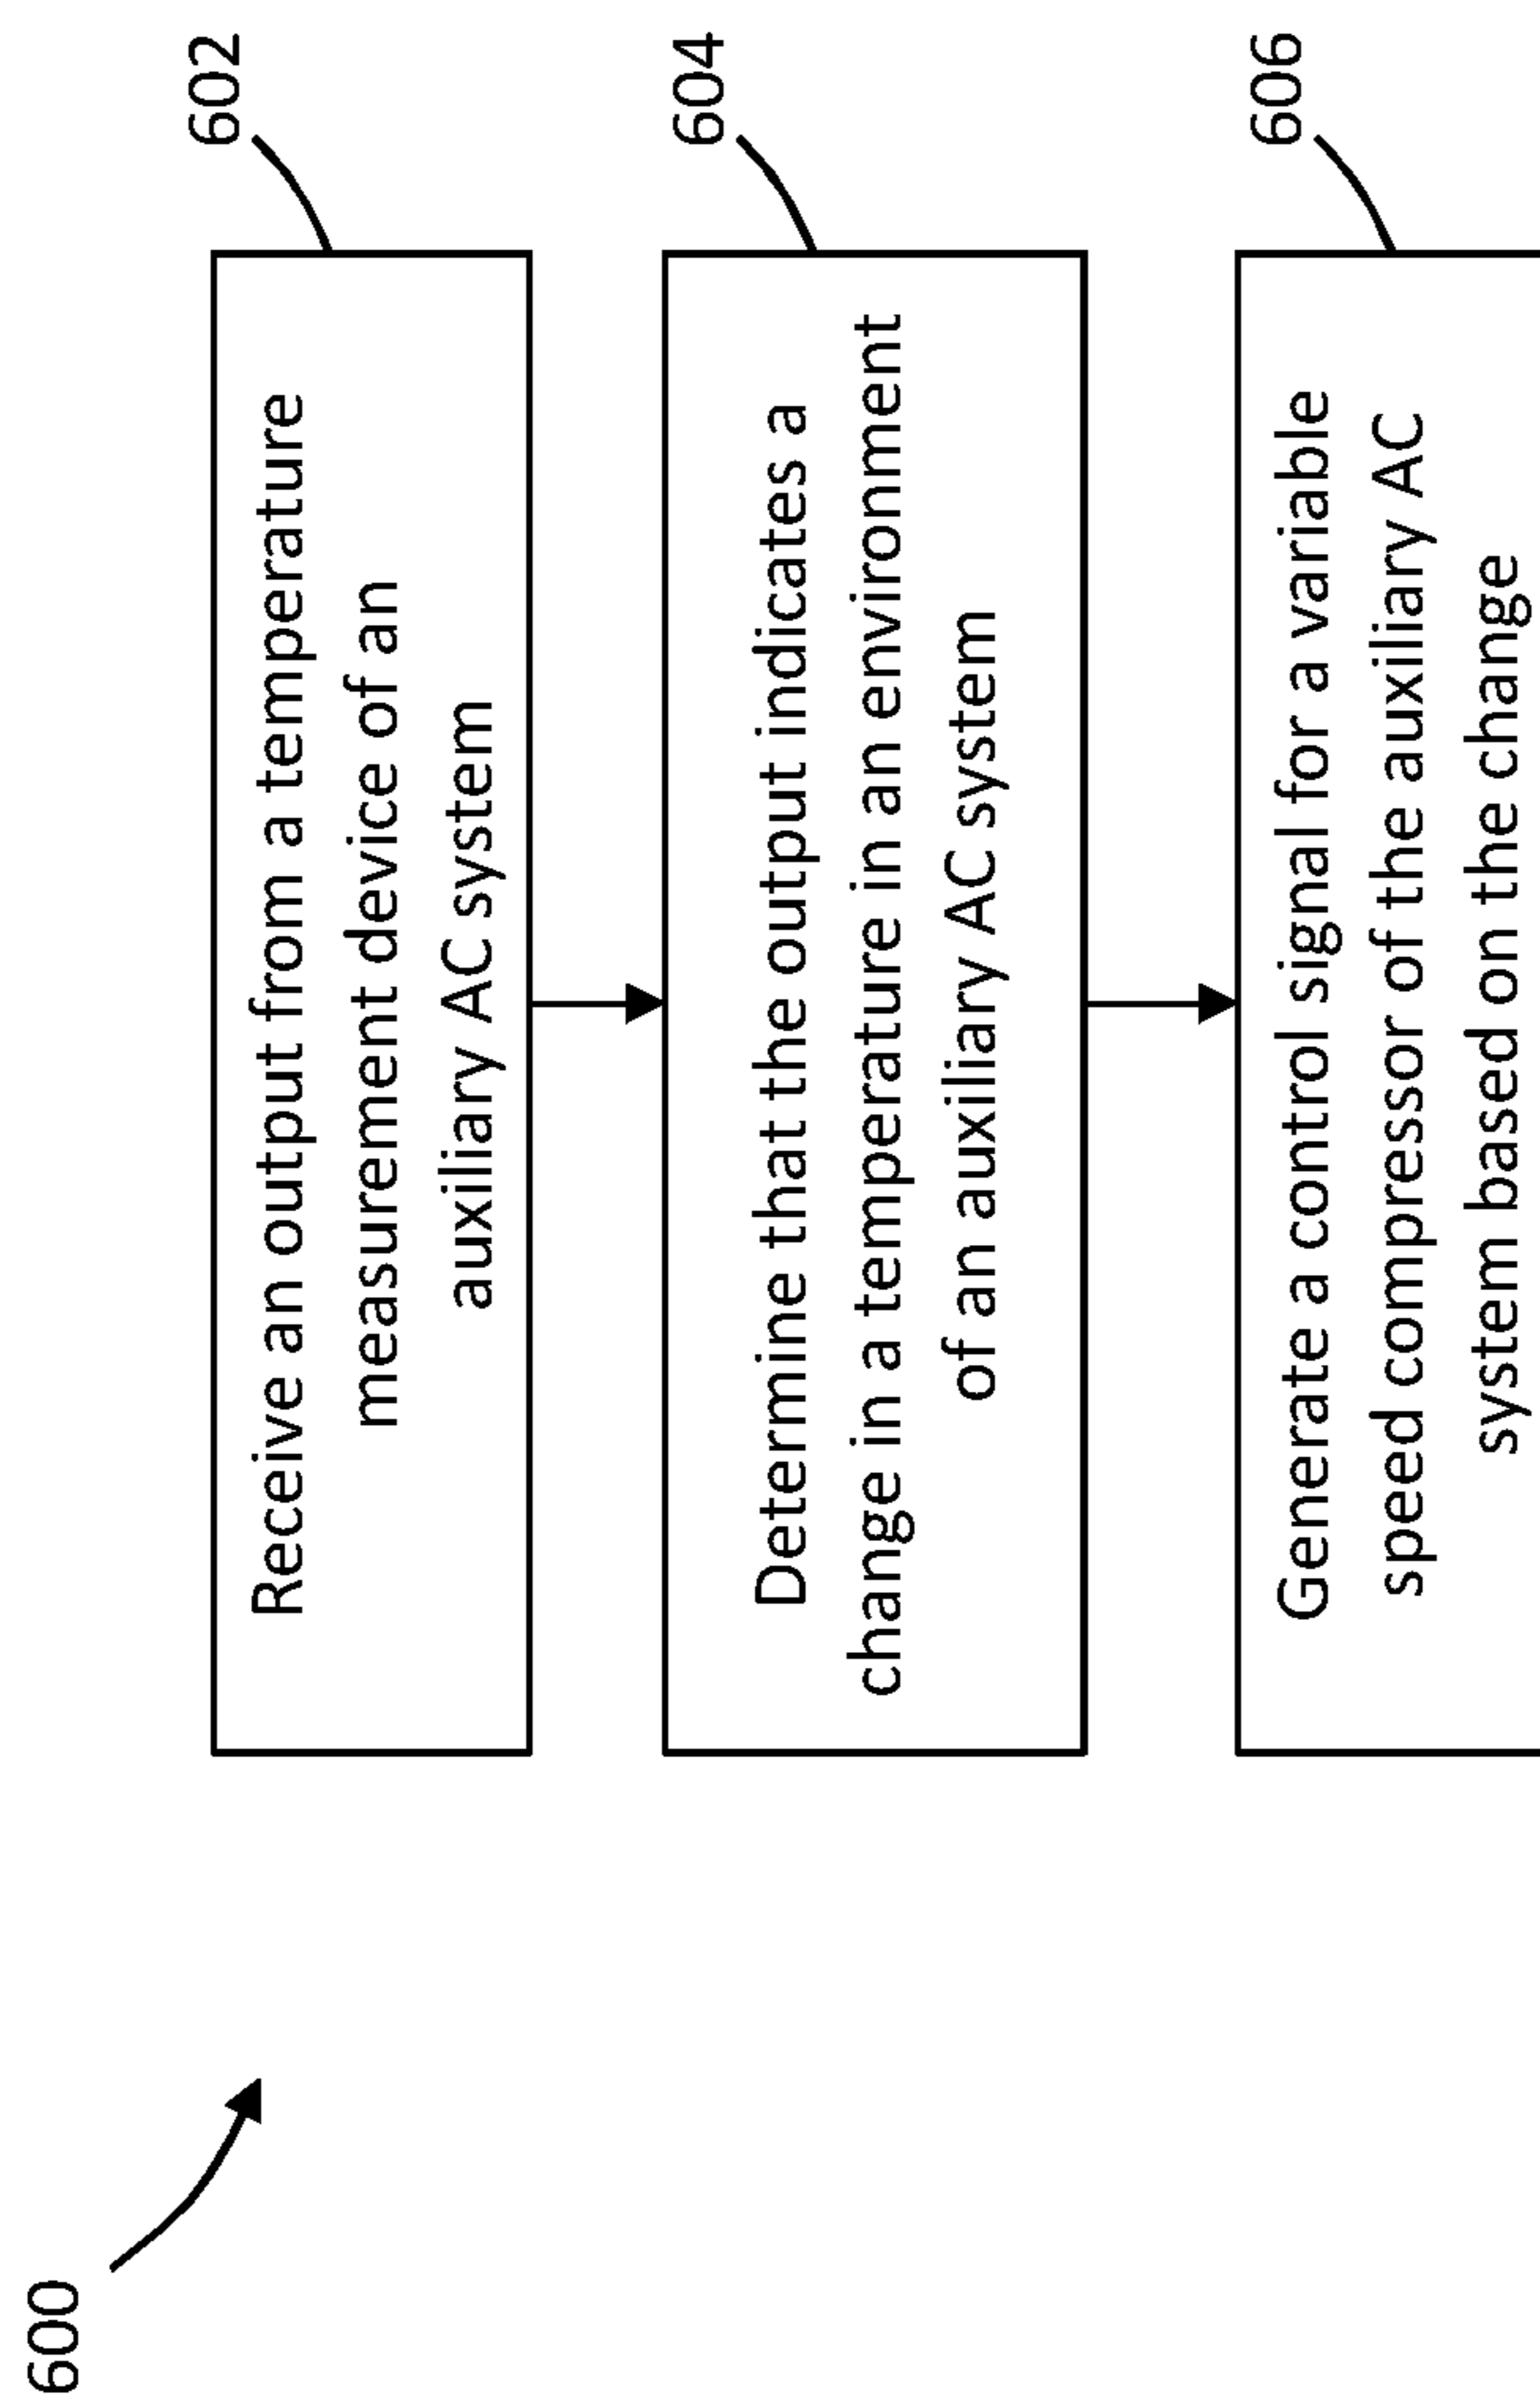 600
602
Receive an output from a temperature
measurement device of an
auxiliary AC system
604
Determine that the output indicates a
change in a temperature in an environment
of an auxiliary AC system
606
Generate a control signal for a variable
speed compressor of the auxiliary AC
system based on the change